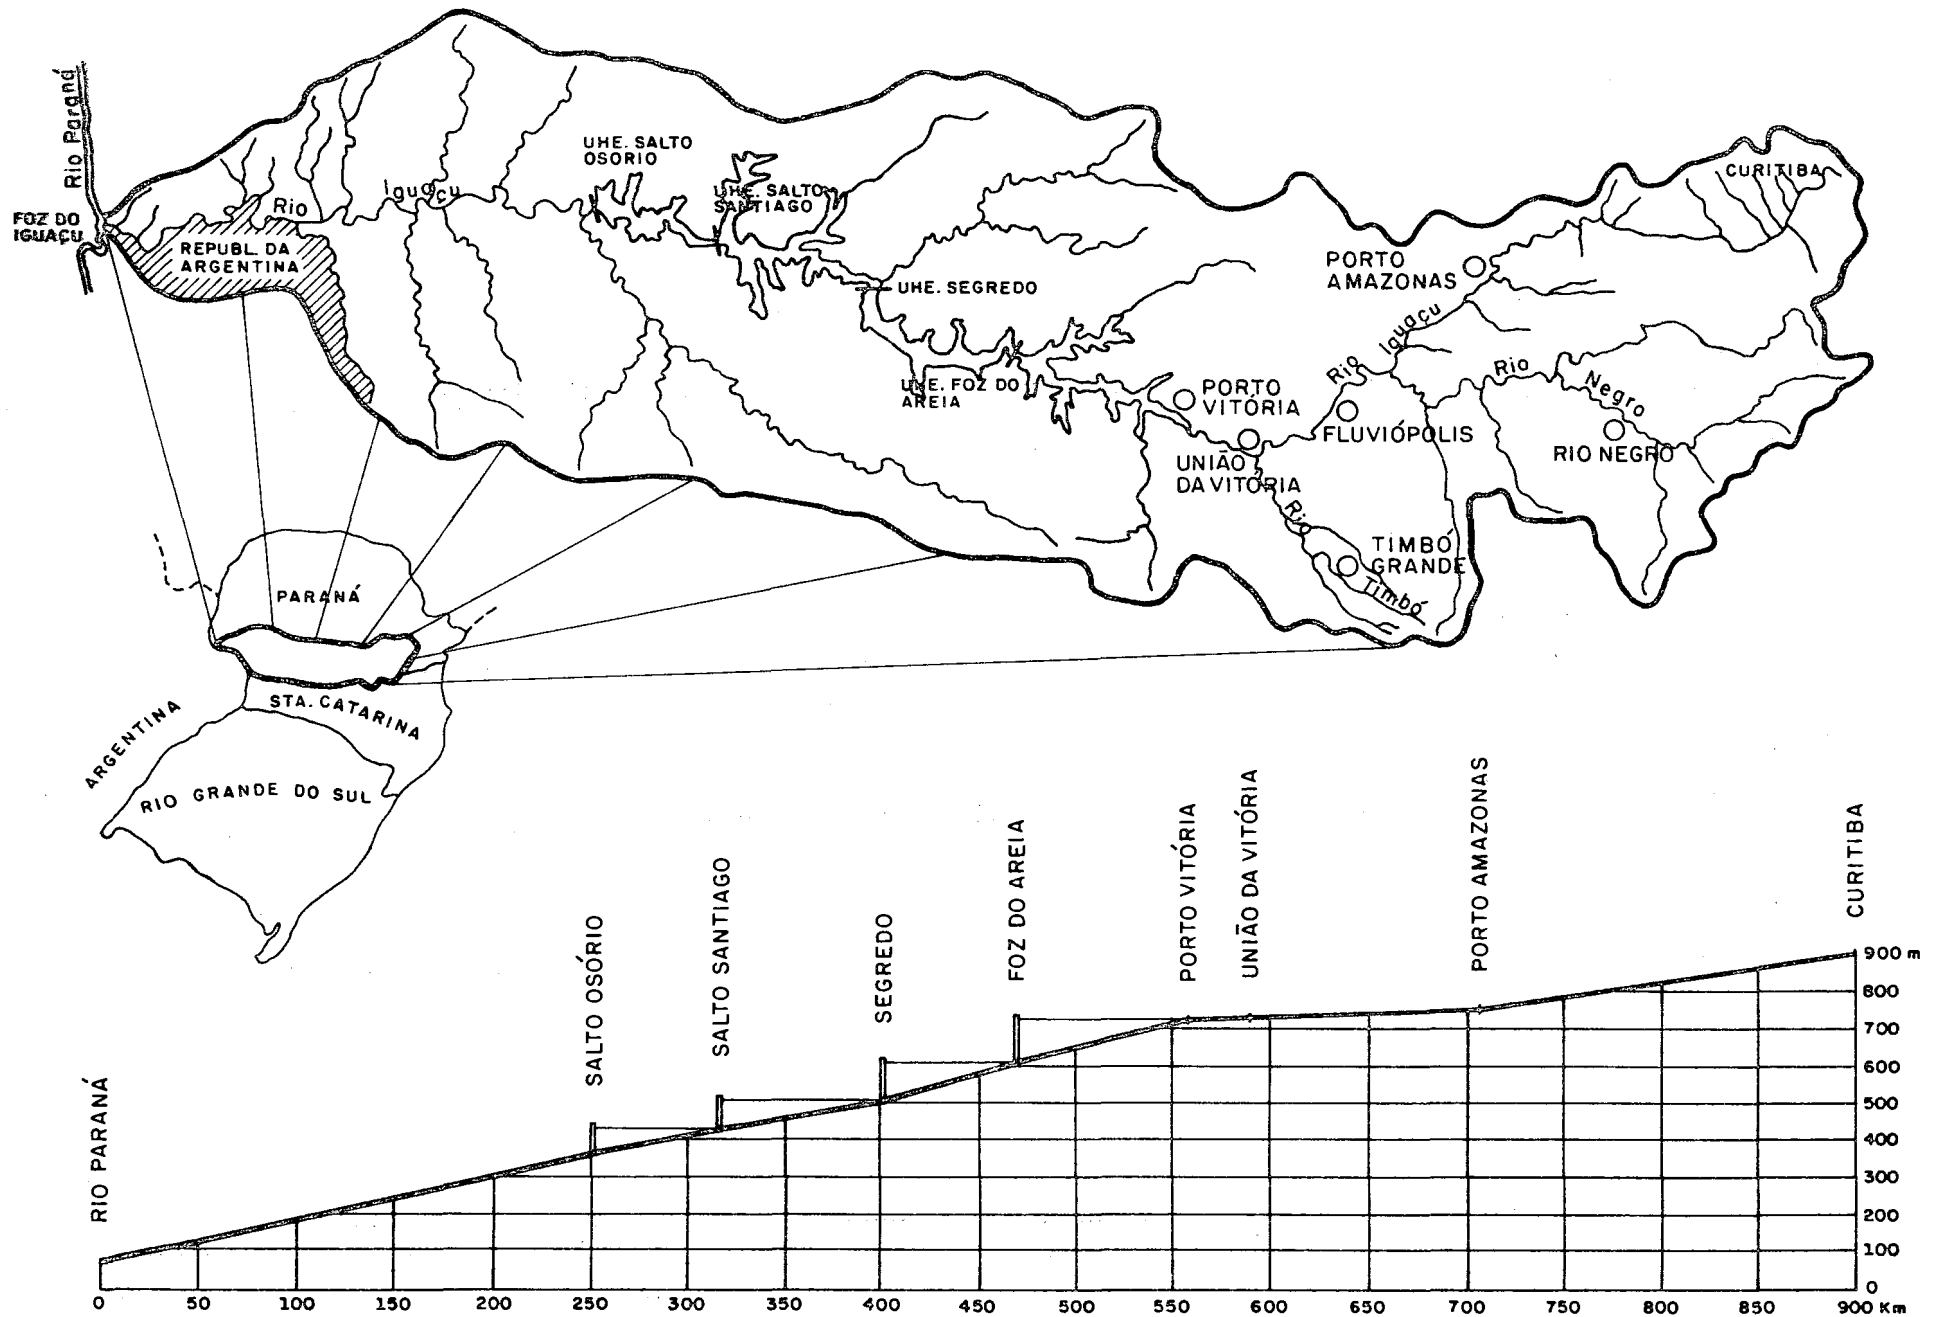 Rio Paraná
FOZ DO
IGUAÇU
REPUBL. DA
ARGENTINA
Rio
Iguaçu
UHE. SALTO
OSORIO
UHE. SALTO
SANTIAGO
UHE. SEGREDO
UHE. FOZ DO
AREIA
PORTO
VITÓRIA
UNIÃO
DA VITÓRIA
FLUVIÓPOLIS
Rio Iguaçu
PORTO
AMAZONAS
CURITIBA
Rio Negro
RIO NEGRO
Rio Timbó
TIMBÓ
GRANDE
PARANÁ
STA. CATARINA
ARGENTINA
RIO GRANDE DO SUL
RIO PARANÁ
SALTO OSÓRIO
SALTO SANTIAGO
SEGREDO
FOZ DO AREIA
PORTO VITÓRIA
UNIÃO DA VITÓRIA
PORTO AMAZONAS
CURITIBA
900 m
800
700
600
500
400
300
200
100
0
0 50 100 150 200 250 300 350 400 450 500 550 600 650 700 750 800 850 900 Km